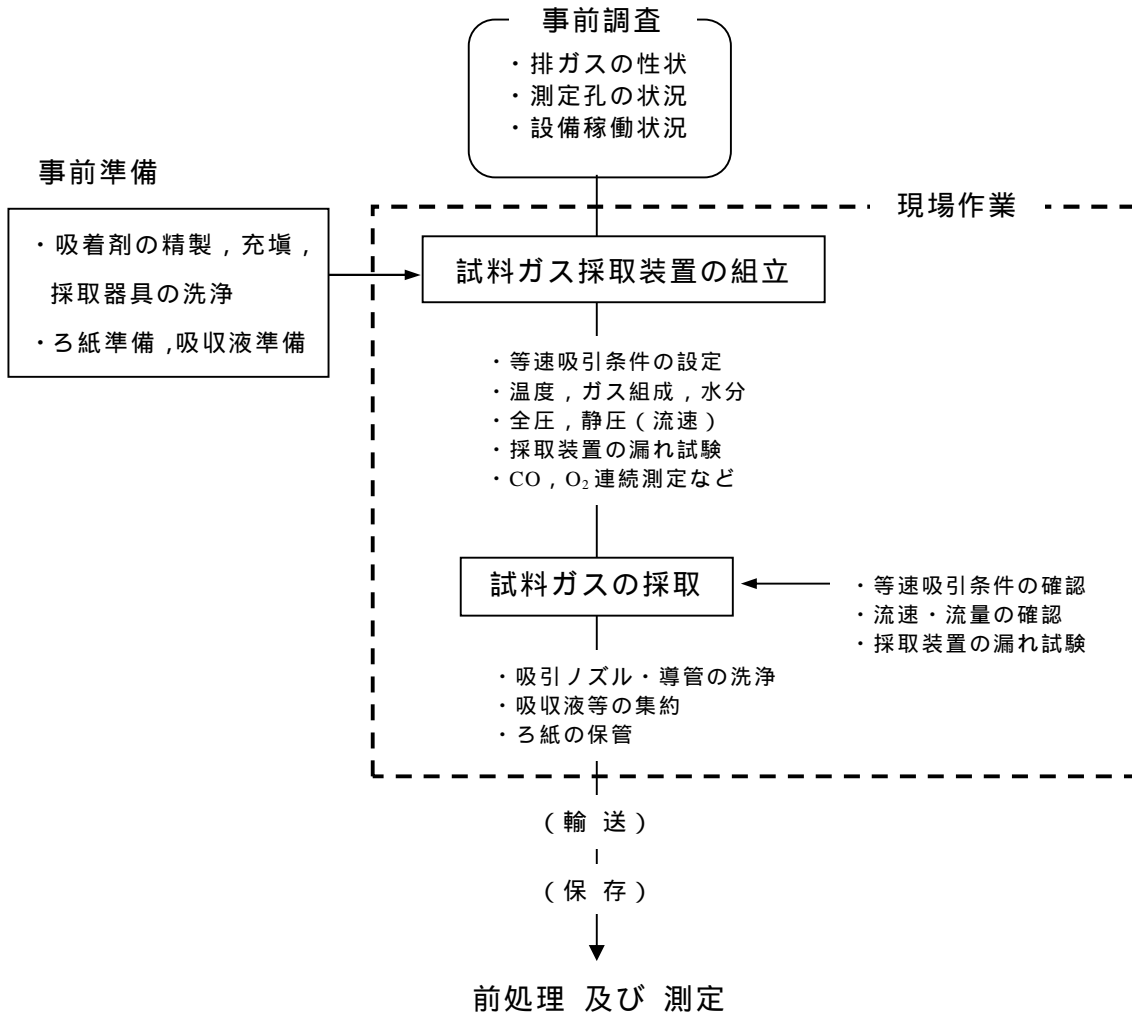 事前調査
・排ガスの性状
・測定孔の状況
・設備稼働状況
事前準備
・吸着剤の精製，充塡，
採取器具の洗浄
・ろ紙準備，吸収液準備
現場作業
試料ガス採取装置の組立
・等速吸引条件の設定
・温度，ガス組成，水分
・全圧，静圧（流速）
・採取装置の漏れ試験
・CO，O₂連続測定など
試料ガスの採取
・等速吸引条件の確認
・流速・流量の確認
・採取装置の漏れ試験
・吸引ノズル・導管の洗浄
・吸収液等の集約
・ろ紙の保管
（輸 送）
（保 存）
前処理 及び 測定